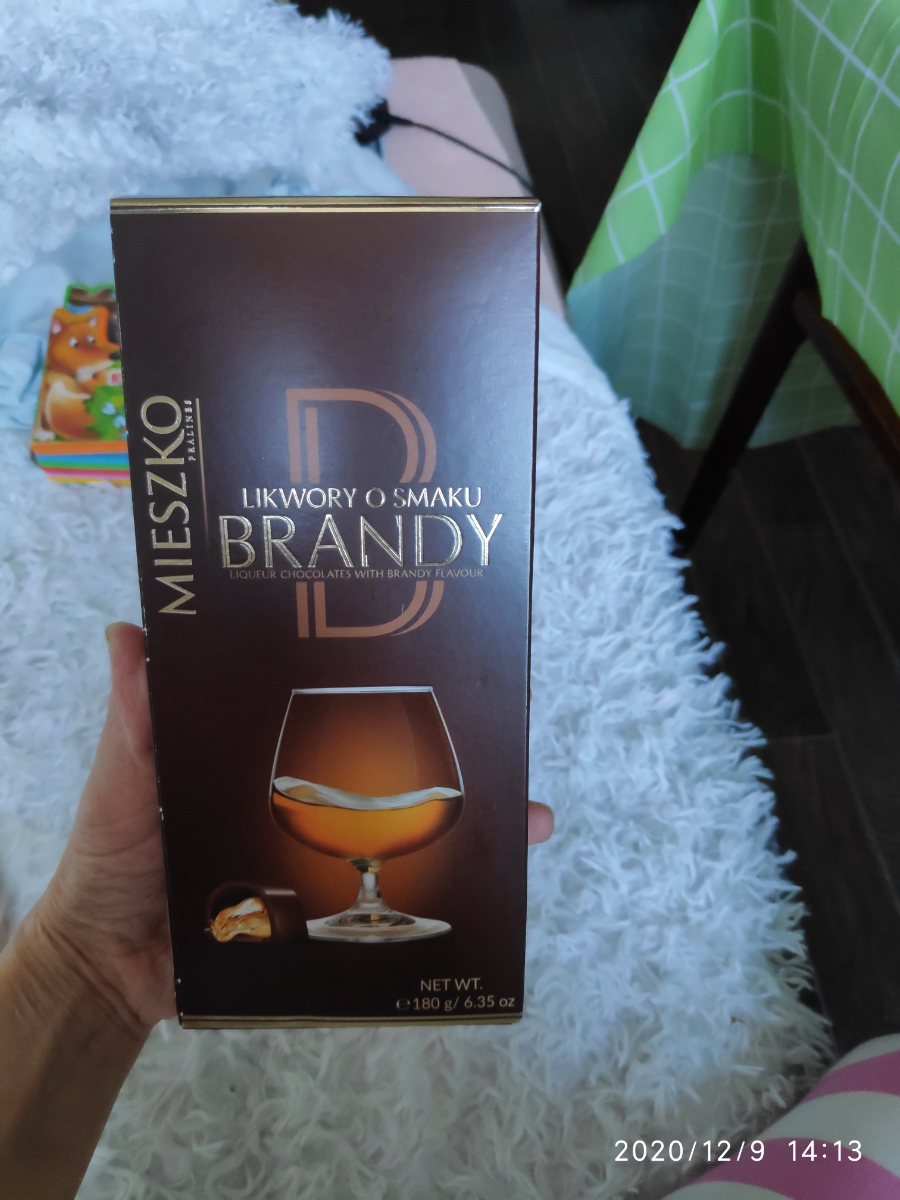 MIESZKO
PRALINES
LIKWORY O SMAKU
BRANDY
LIQUEUR CHOCOLATES WITH BRANDY FLAVOUR
B
NET WT.
℮180 g/ 6.35 oz
2020/12/9 14:13